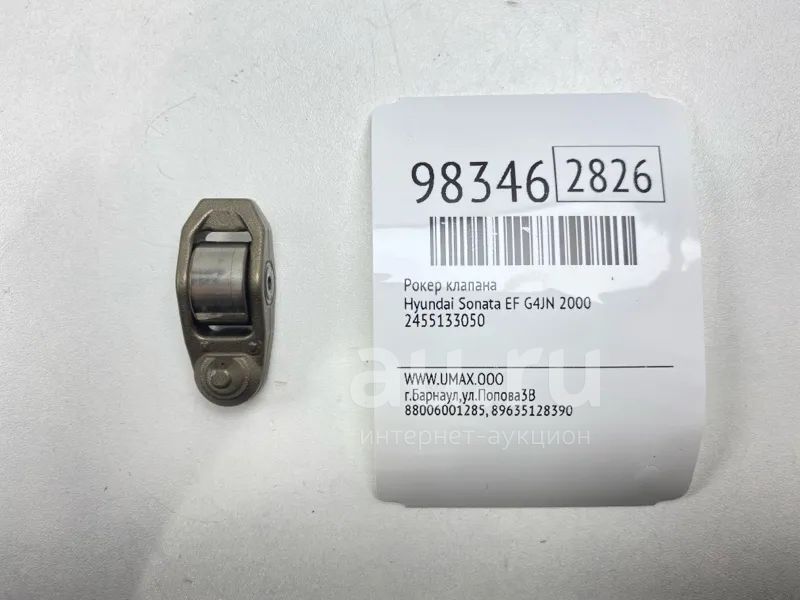 98346 2826
Рокер клапана
Hyundai Sonata EF G4JN 2000
2455133050
WWW.UMAX.OOO
г.Барнаул,ул.Попова3В
88006001285, 89635128390
au.ru
интернет-аукцион